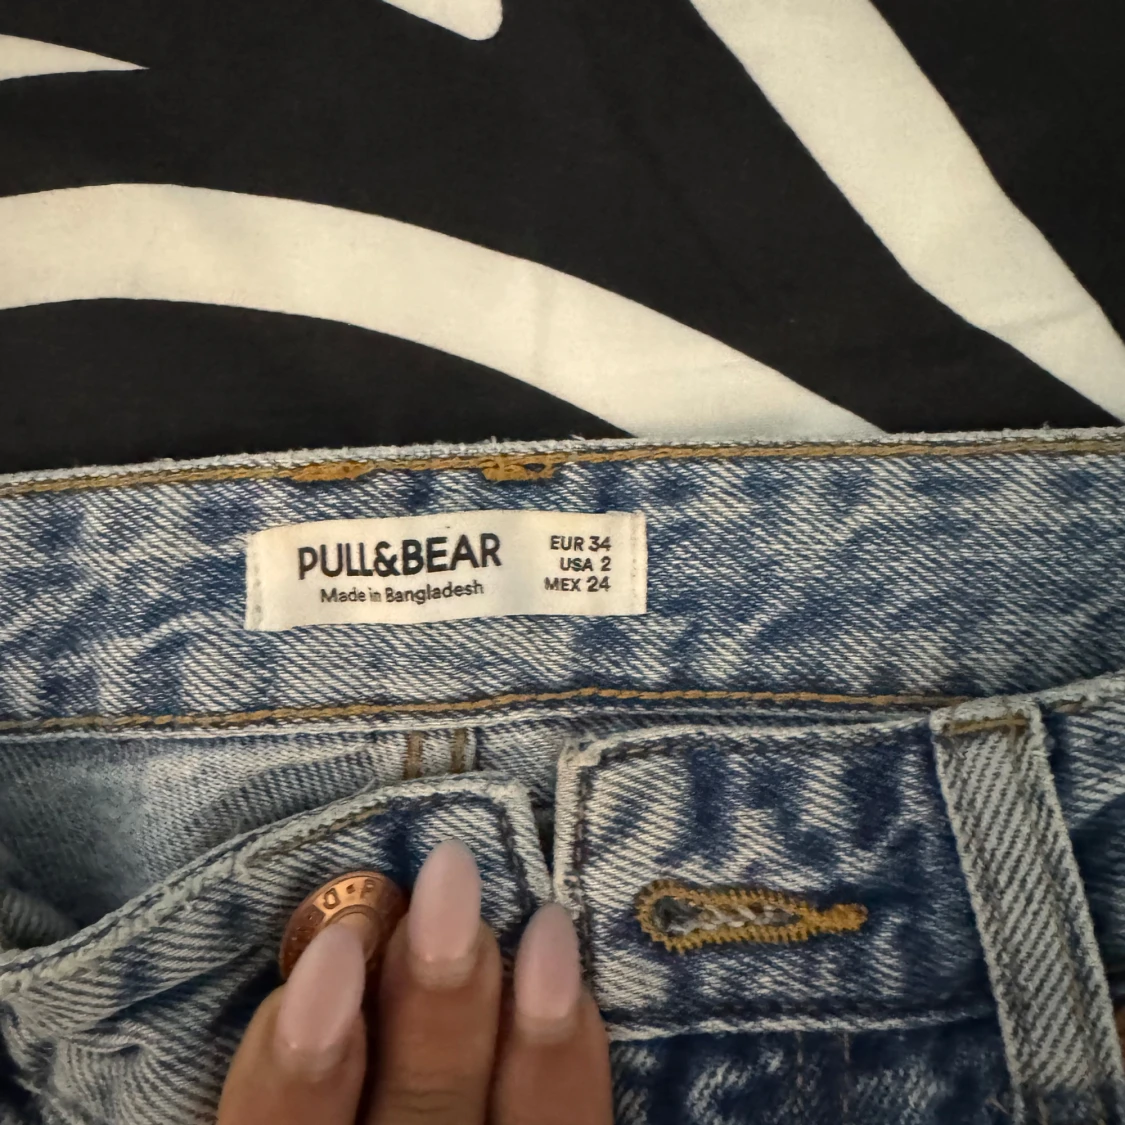 PULL&BEAR
Made in Bangladesh
EUR 34
USA 2
MEX 24